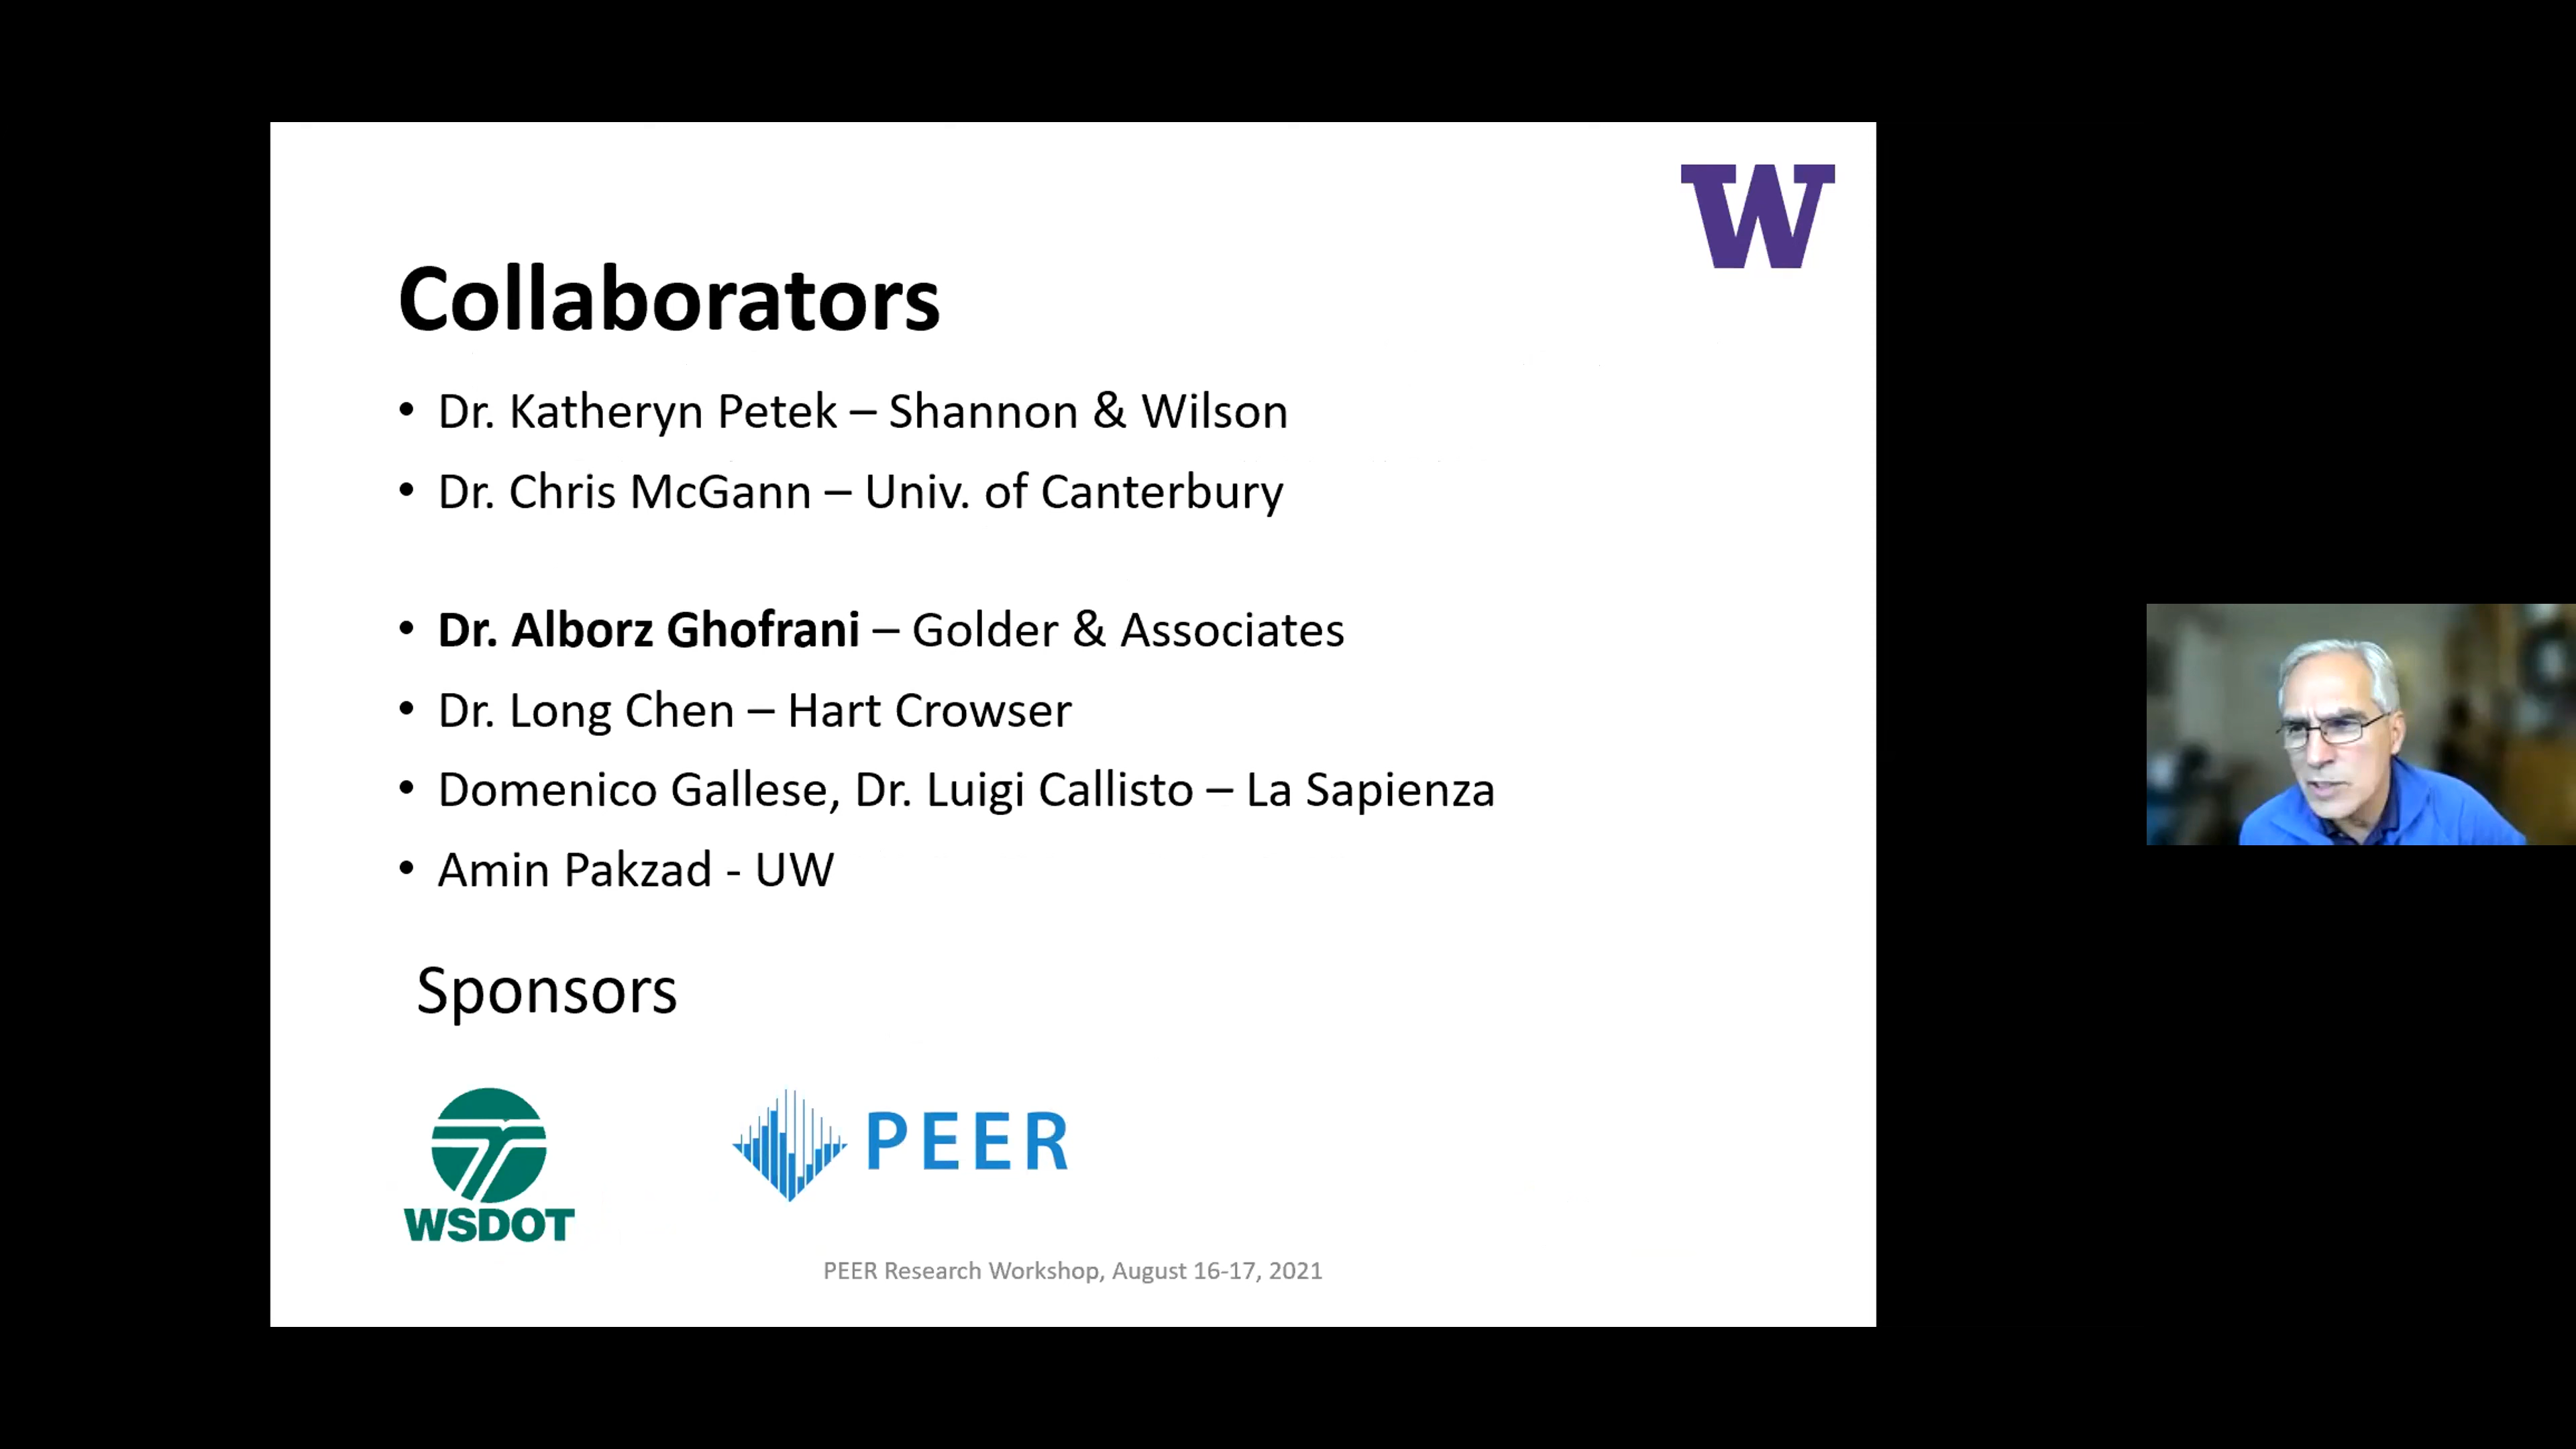 W
Collaborators
• Dr. Katheryn Petek – Shannon & Wilson
• Dr. Chris McGann – Univ. of Canterbury
• Dr. Alborz Ghofrani – Golder & Associates
• Dr. Long Chen – Hart Crowser
• Domenico Gallese, Dr. Luigi Callisto – La Sapienza
• Amin Pakzad - UW
Sponsors
PEER
WSDOT
PEER Research Workshop, August 16-17, 2021